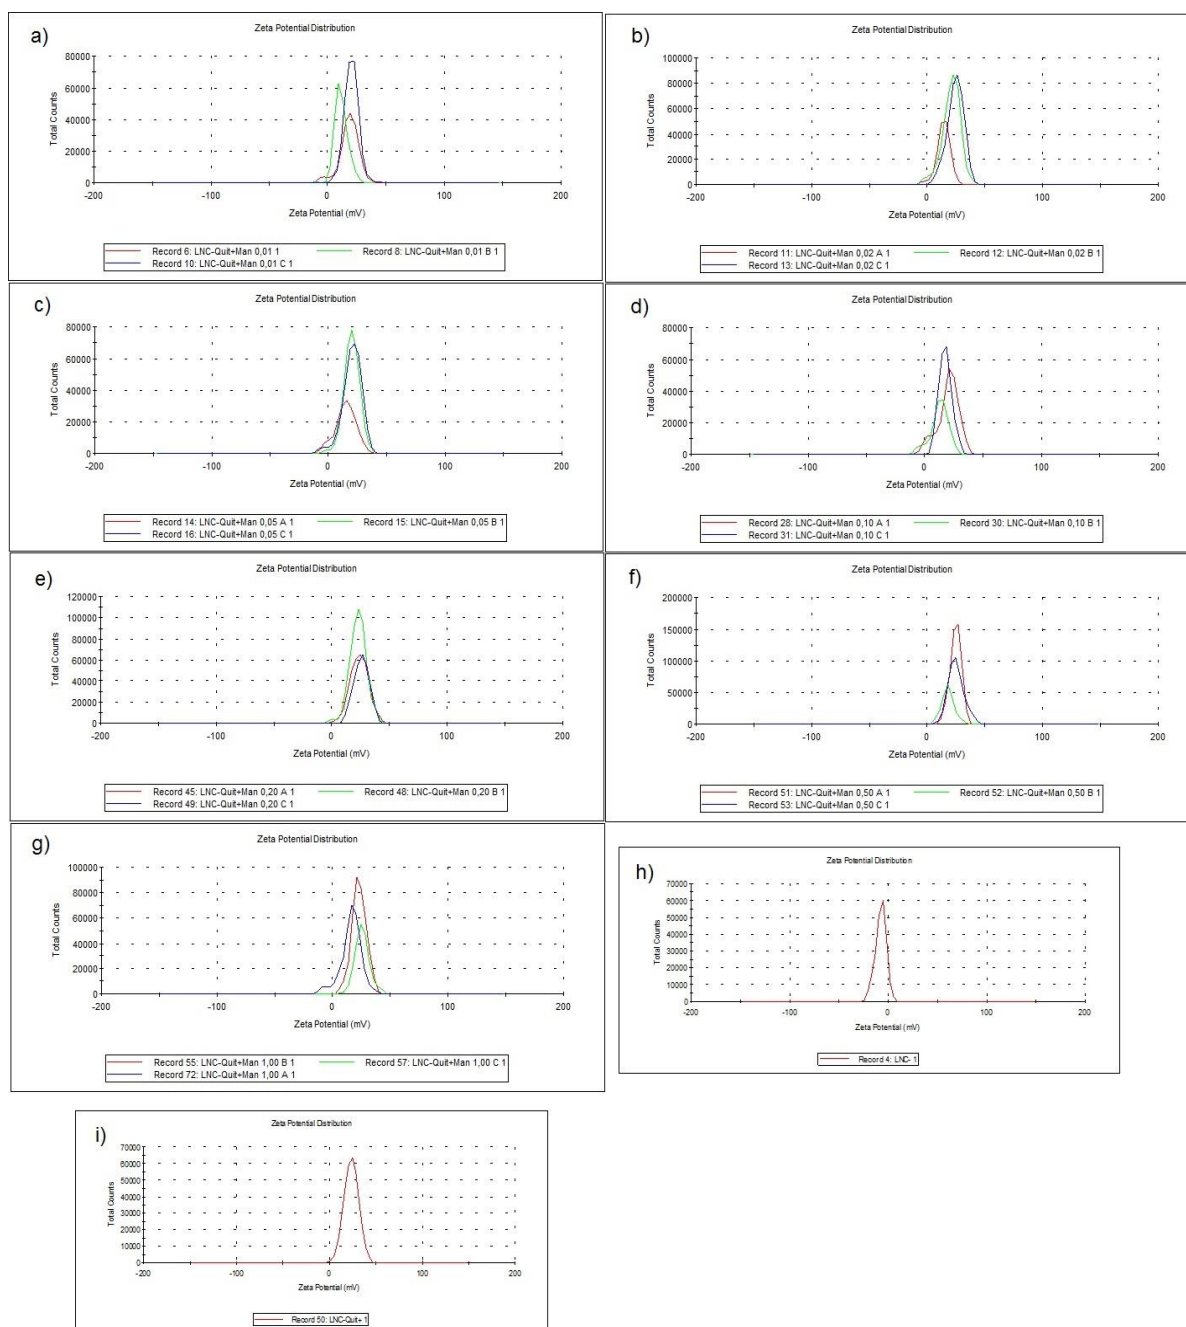 a)
Zeta Potential Distribution
80000
60000
40000
20000
0
-200 -100 0 100 200
Total Counts
Zeta Potential (mV)
Record 6: LNC-Quit+Man 0,01 1 Record 8: LNC-Quit+Man 0,01 B 1
Record 10: LNC-Quit+Man 0,01 C 1
b)
Zeta Potential Distribution
100000
80000
60000
40000
20000
0
-200 -100 0 100 200
Total Counts
Zeta Potential (mV)
Record 11: LNC-Quit+Man 0,02 A 1 Record 12: LNC-Quit+Man 0,02 B 1
Record 13: LNC-Quit+Man 0,02 C 1
c)
Zeta Potential Distribution
80000
60000
40000
20000
0
-200 -100 0 100 200
Total Counts
Zeta Potential (mV)
Record 14: LNC-Quit+Man 0,05 A 1 Record 15: LNC-Quit+Man 0,05 B 1
Record 16: LNC-Quit+Man 0,05 C 1
d)
Zeta Potential Distribution
80000
60000
40000
20000
0
-200 -100 0 100 200
Total Counts
Zeta Potential (mV)
Record 28: LNC-Quit+Man 0,10 A 1 Record 30: LNC-Quit+Man 0,10 B 1
Record 31: LNC-Quit+Man 0,10 C 1
e)
Zeta Potential Distribution
120000
100000
80000
60000
40000
20000
0
-200 -100 0 100 200
Total Counts
Zeta Potential (mV)
Record 45: LNC-Quit+Man 0,20 A 1 Record 48: LNC-Quit+Man 0,20 B 1
Record 49: LNC-Quit+Man 0,20 C 1
f)
Zeta Potential Distribution
200000
150000
100000
50000
0
-200 -100 0 100 200
Total Counts
Zeta Potential (mV)
Record 51: LNC-Quit+Man 0,50 A 1 Record 52: LNC-Quit+Man 0,50 B 1
Record 53: LNC-Quit+Man 0,50 C 1
g)
Zeta Potential Distribution
100000
80000
60000
40000
20000
0
-200 -100 0 100 200
Total Counts
Zeta Potential (mV)
Record 55: LNC-Quit+Man 1,00 B 1 Record 57: LNC-Quit+Man 1,00 C 1
Record 72: LNC-Quit+Man 1,00 A 1
h)
Zeta Potential Distribution
70000
60000
50000
40000
30000
20000
10000
0
-200 -100 0 100 200
Total Counts
Zeta Potential (mV)
Record 4: LNC- 1
i)
Zeta Potential Distribution
70000
60000
50000
40000
30000
20000
10000
0
-200 -100 0 100 200
Total Counts
Zeta Potential (mV)
Record 50: LNC-Quit+ 1